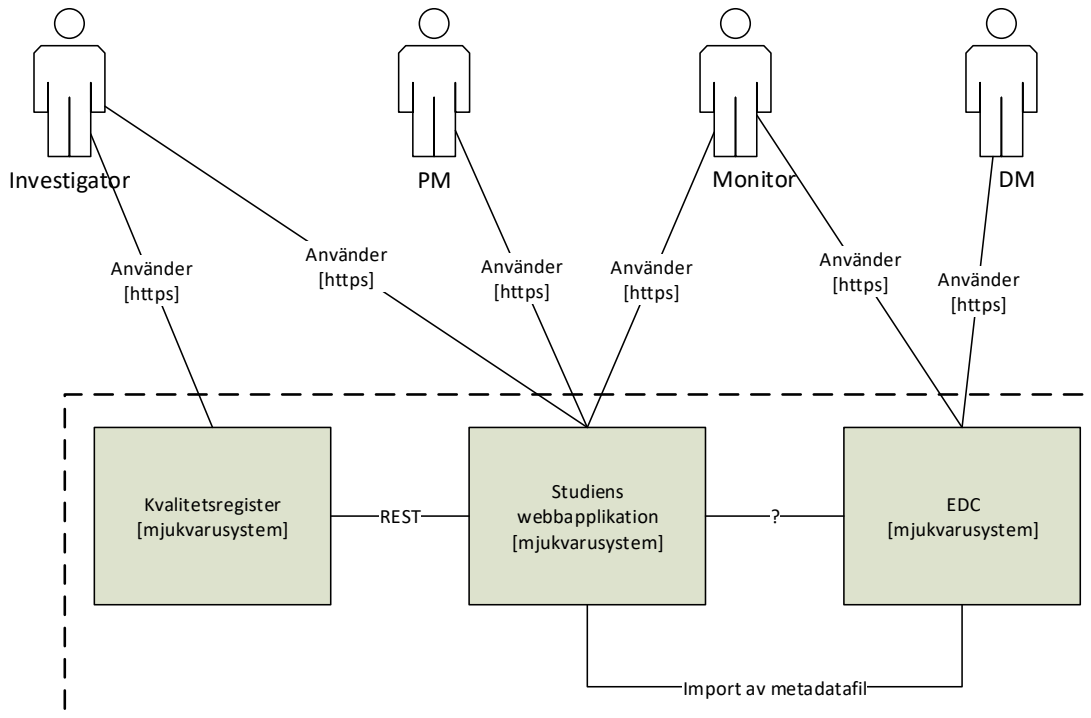 Investigator
PM
Monitor
DM
Använder
[https]
Använder
[https]
Använder
[https]
Använder
[https]
Använder
[https]
Använder
[https]
Kvalitetsregister
[mjukvarusystem]
REST
Studiens
webbapplikation
[mjukvarusystem]
?
EDC
[mjukvarusystem]
Import av metadatafil